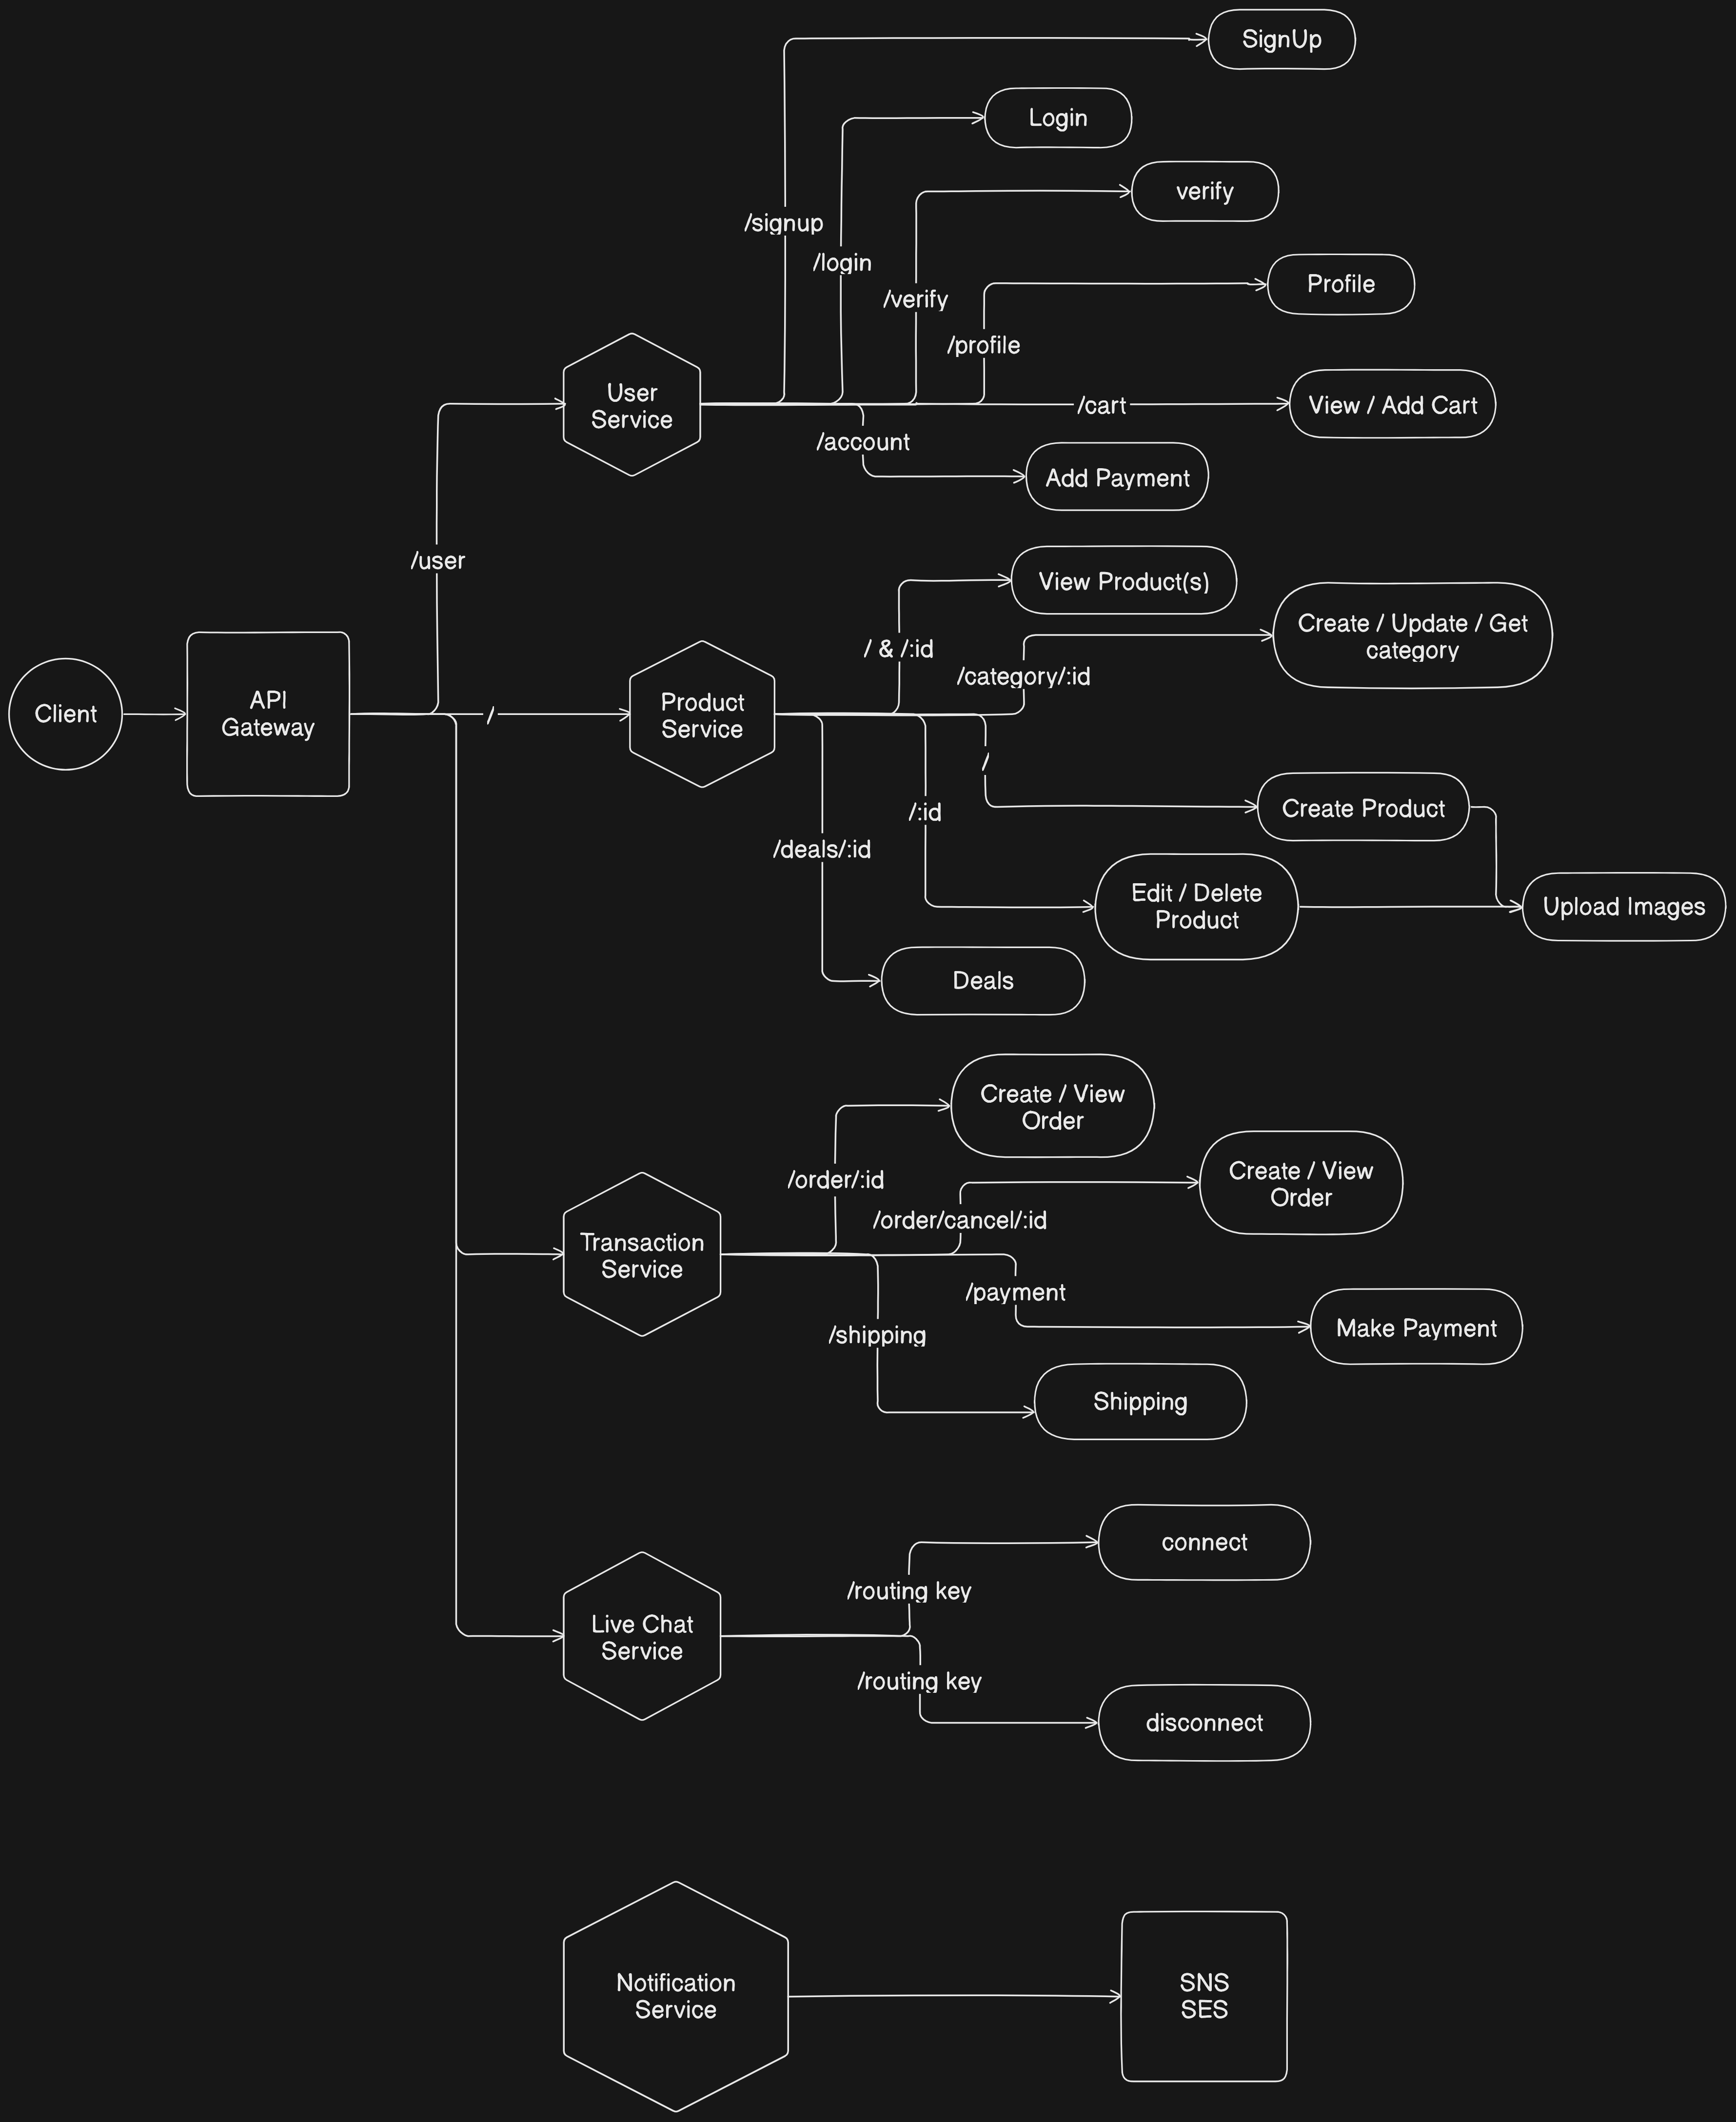 SignUp
Login
verify
/signup
/login
Profile
/verify
/profile
User
Service
/cart
View / Add Cart
/account
Add Payment
/user
View Product(s)
/ & /:id
Create / Update / Get
category
/category/:id
Client
API
Gateway
/
Product
Service
/
/:id
Create Product
/deals/:id
Edit / Delete
Product
Upload Images
Deals
Create / View
Order
/order/:id
Create / View
Order
/order/cancel/:id
Transaction
Service
/payment
Make Payment
/shipping
Shipping
connect
/routing key
Live Chat
Service
/routing key
disconnect
Notification
Service
SNS
SES